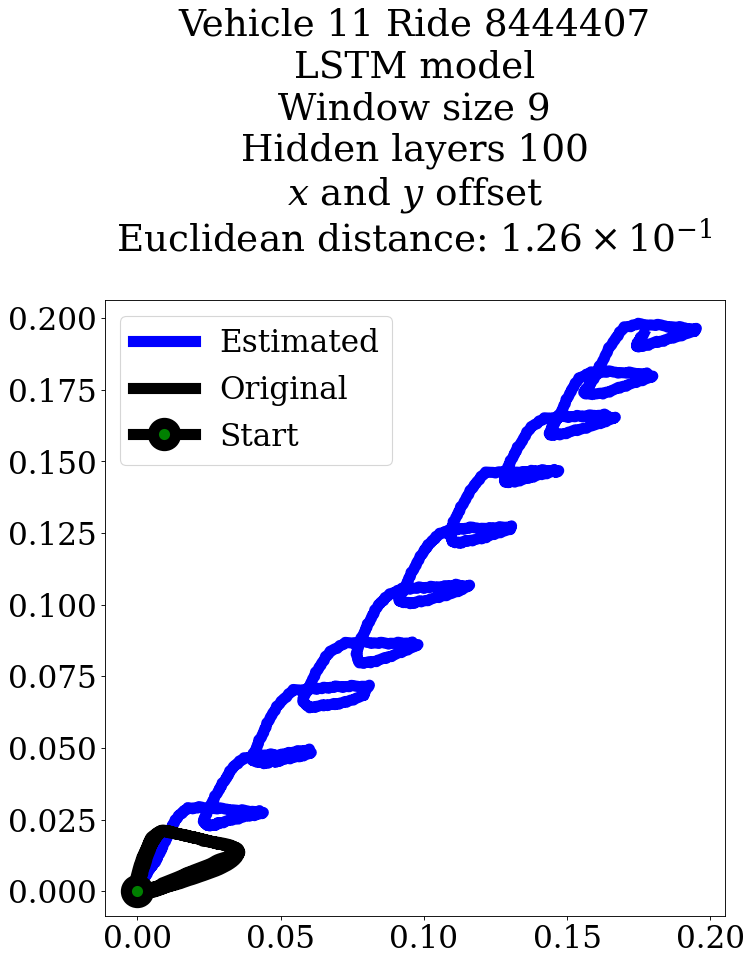 Vehicle 11 Ride 8444407
LSTM model
Window size 9
Hidden layers 100
x and y offset
Euclidean distance: 1.26 × 10⁻¹
Estimated
Original
Start
0.200
0.175
0.150
0.125
0.100
0.075
0.050
0.025
0.000
0.00 0.05 0.10 0.15 0.20